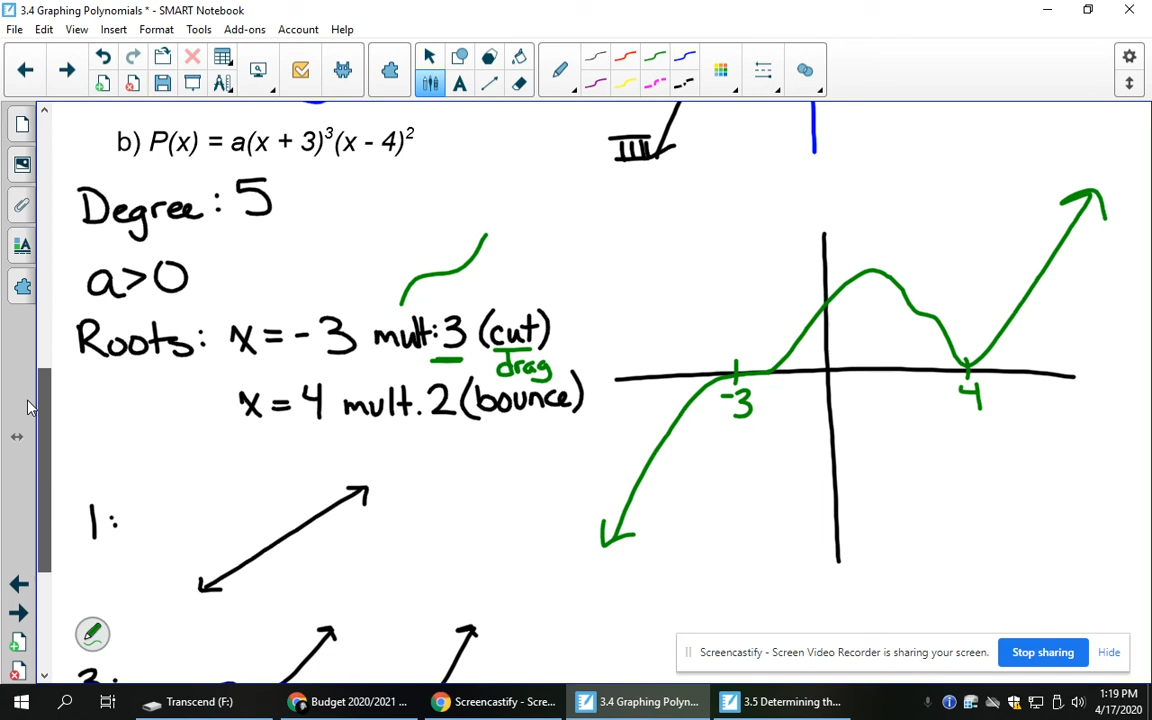 3.4 Graphing Polynomials * - SMART Notebook
File Edit View Insert Format Tools Add-ons Account Help
b) P(x) = a(x + 3)³(x - 4)²
III
Degree: 5
a>0
Roots: x = -3 mult: 3 (cut)
drag
x = 4 mult. 2 (bounce)
-3
4
1:
3:
Screencastify - Screen Video Recorder is sharing your screen.
Stop sharing
Hide
Transcend (F:)
Budget 2020/2021 ...
Screencastify - Scre...
3.4 Graphing Polyno...
3.5 Determining th...
1:19 PM
4/17/2020